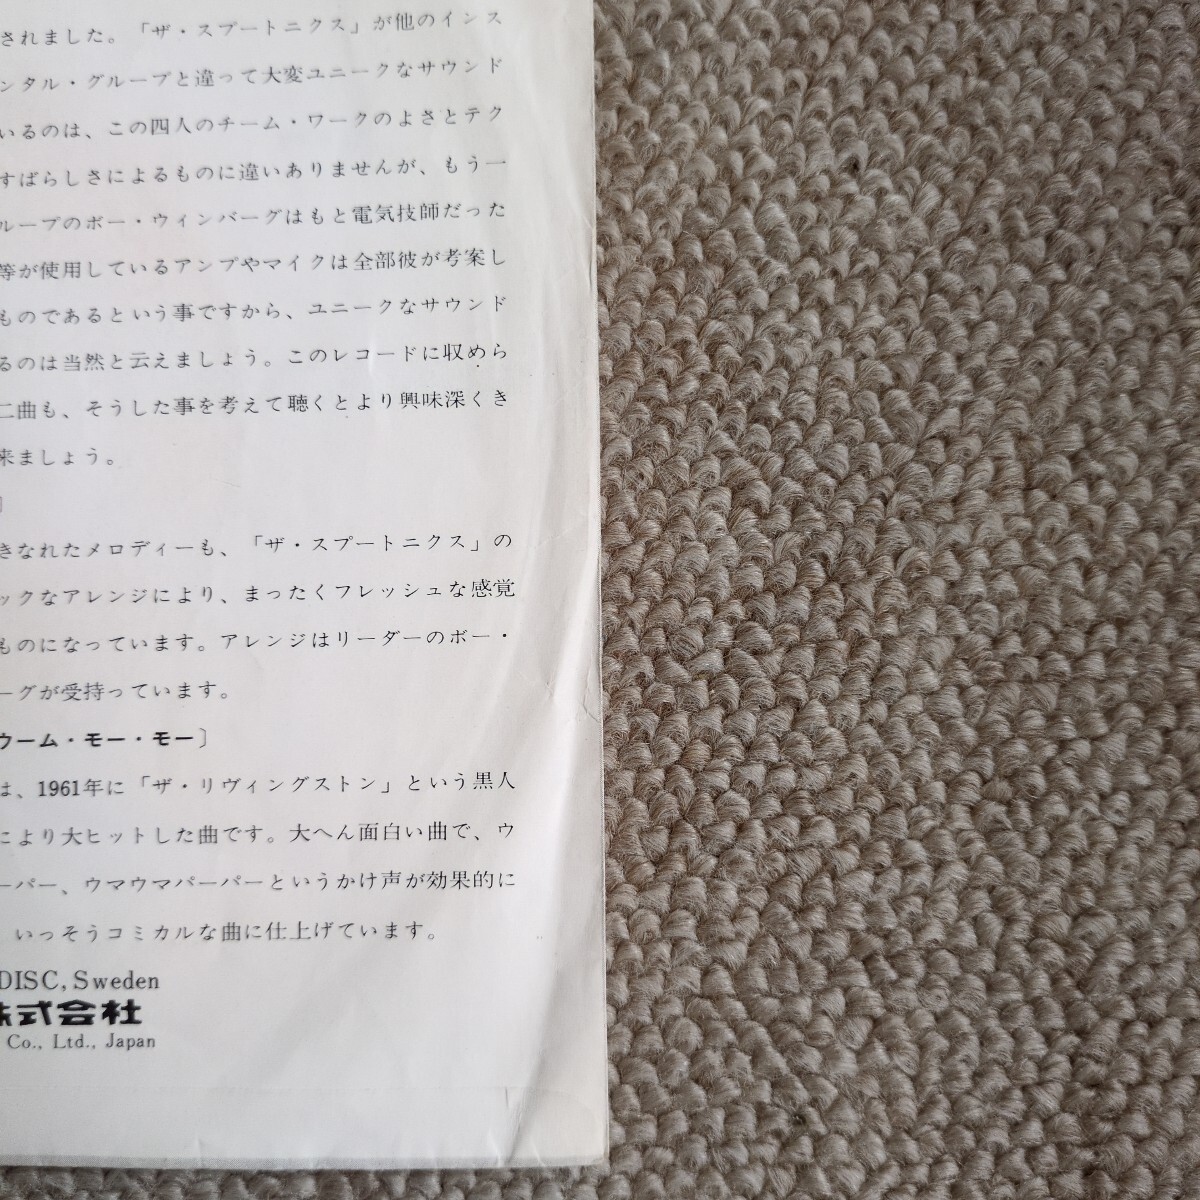 されました。「ザ・スプートニクス」が他のインス
ンタル・グループと違って大変ユニークなサウンド
いるのは、この四人のチーム・ワークのよさとテク
すばらしさによるものに違いありませんが、もう一
ループのボー・ウィンバーグはもと電気技師だった
等が使用しているアンプやマイクは全部彼が考案し
ものであるという事ですから、ユニークなサウンド
るのは当然と云えましょう。このレコードに収めら
二曲も、そうした事を考えて聴くとより興味深くき
来ましょう。
〕
きなれたメロディーも、「ザ・スプートニクス」の
ックなアレンジにより、まったくフレッシュな感覚
ものになっています。アレンジはリーダーのボー・
ーグが受持っています。
ウーム・モー・モー〕
は、1961年に「ザ・リヴィングストン」という黒人
により大ヒットした曲です。大へん面白い曲で、ウ
ーパー、ウマウマパーパーというかけ声が効果的に
いっそうコミカルな曲に仕上げています。
DISC, Sweden
株式会社
Co., Ltd., Japan